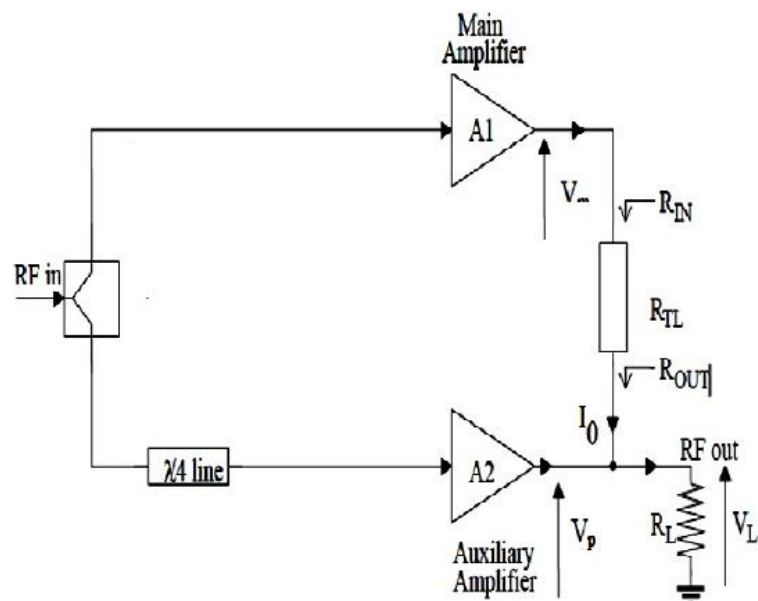 Main
Amplifier
A1
V
R_IN
RF in
R_TL
R_OUT
I_0
RF out
λ/4 line
A2
R_L
V_L
V_p
Auxiliary
Amplifier